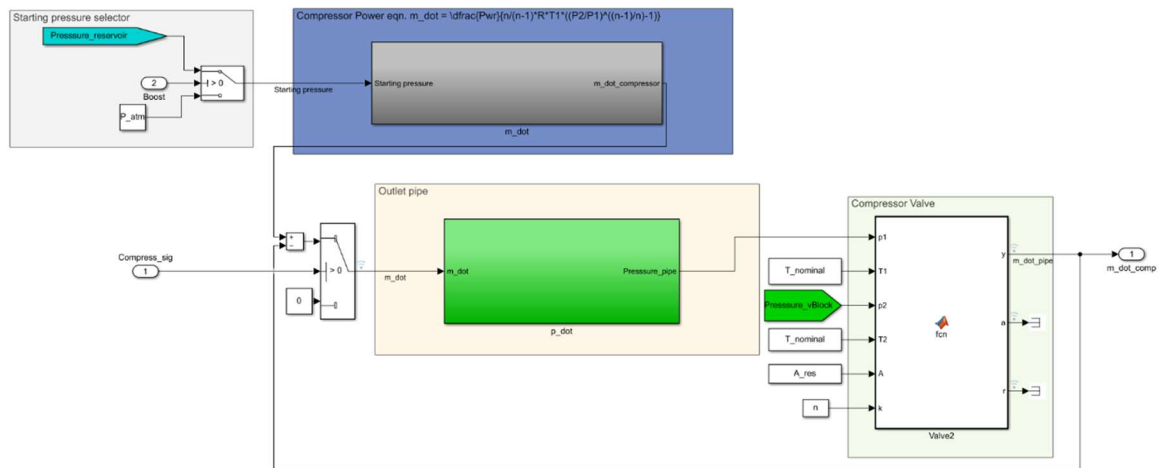 Starting pressure selector
Presssure_reservoir
2
Boost
> 0
P_atm
Starting pressure
Compressor Power eqn. m_dot = \dfrac{Pwr}{n/(n-1)*R*T1*((P2/P1)^((n-1)/n)-1)}
Starting pressure
m_dot_compressor
m_dot
Compress_sig
1
+
−
> 0
0
m_dot
Outlet pipe
m_dot
Presssure_pipe
p_dot
Compressor Valve
T_nominal
Presssure_vBlock
T_nominal
A_res
n
p1
T1
p2
T2
A
k
fcn
y
a
r
Valve2
m_dot_pipe
1
m_dot_comp